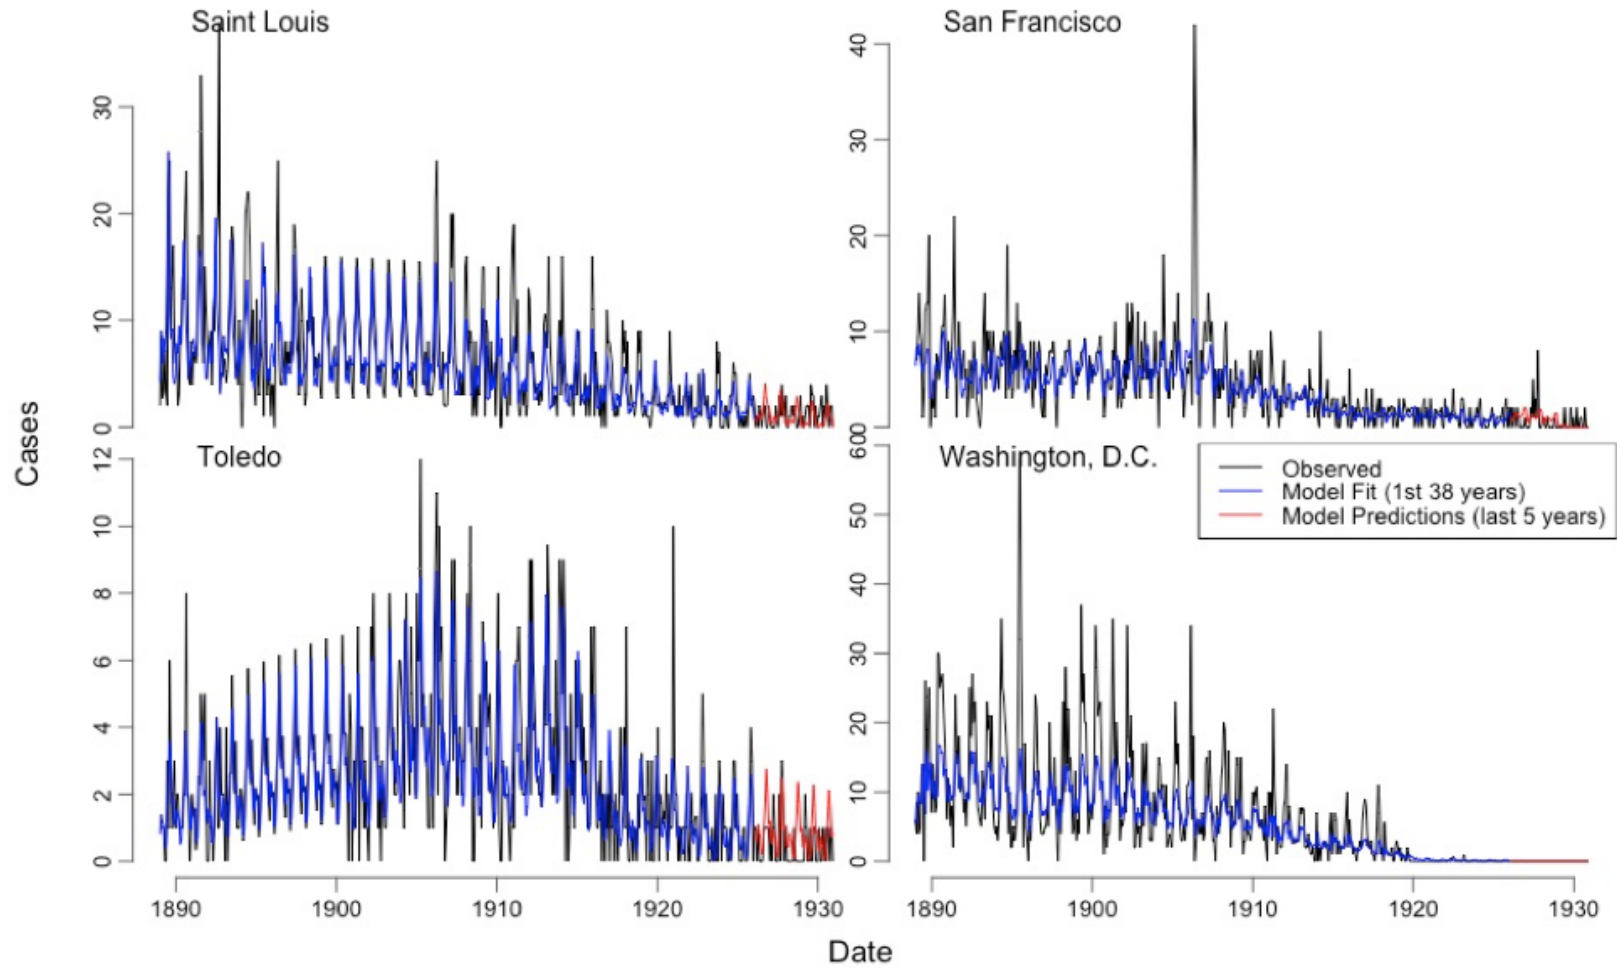 Saint Louis
San Francisco
Cases
30
20
10
0
40
30
20
10
0
Toledo
Washington, D.C.
12
10
8
6
4
2
0
60
50
40
30
20
10
0
Observed
Model Fit (1st 38 years)
Model Predictions (last 5 years)
1890 1900 1910 1920 1930
1890 1900 1910 1920 1930
Date